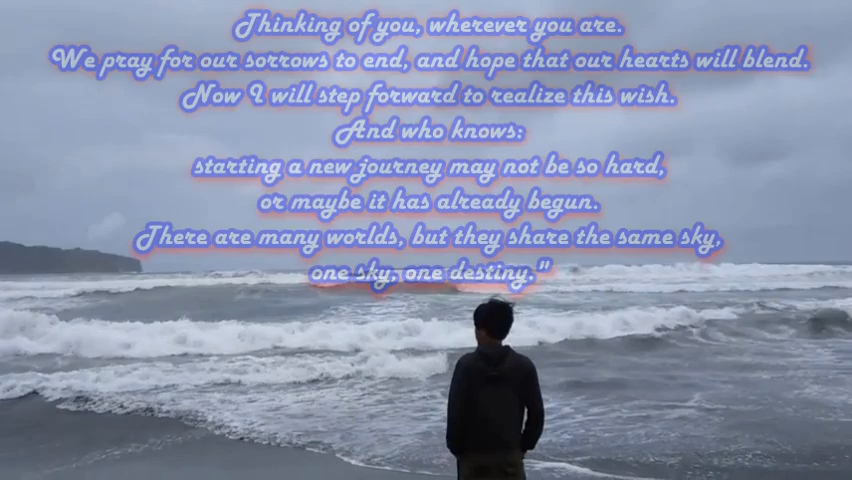 Thinking of you, wherever you are.
We pray for our sorrows to end, and hope that our hearts will blend.
Now I will step forward to realize this wish.
And who knows:
starting a new journey may not be so hard,
or maybe it has already begun.
There are many worlds, but they share the same sky,
one sky, one destiny."